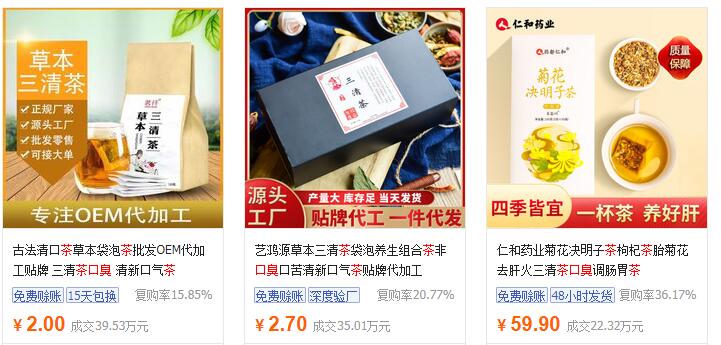 草本
三清茶
正规厂家
源头工厂
批发零售
可接大单
草本
三清茶
专注OEM代加工
古法清口茶草本袋泡茶批发OEM代加
工贴牌 三清茶口臭 清新口气茶
免费赊账 15天包换 复购率15.85%
¥2.00 成交39.53万元
三清茶
源头
工厂
产量大 库存足 当天发货
贴牌代工 一件代发
艺鸿源草本三清茶袋泡养生组合茶非
口臭口苦清新口气茶贴牌代加工
免费赊账 深度验厂 复购率20.77%
¥2.70 成交35.01万元
仁和药业
菊花
决明子茶
质量
保障
四季皆宜
一杯茶 养好肝
仁和药业菊花决明子茶枸杞茶胎菊花
去肝火三清茶口臭调肠胃茶
免费赊账 48小时发货 复购率36.17%
¥59.90 成交22.32万元